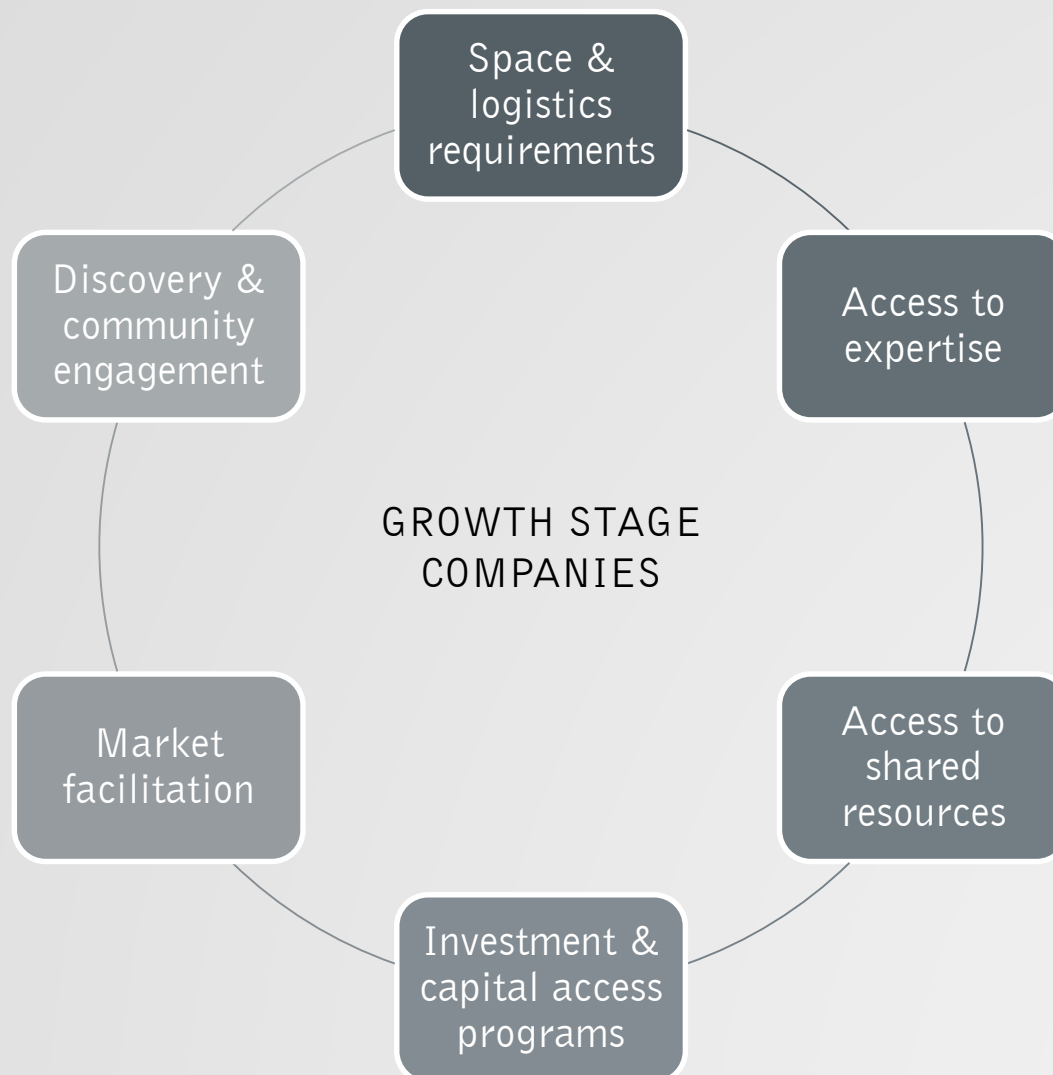 Space &
logistics
requirements
Discovery &
community
engagement
Access to
expertise
GROWTH STAGE
COMPANIES
Market
facilitation
Access to
shared
resources
Investment &
capital access
programs